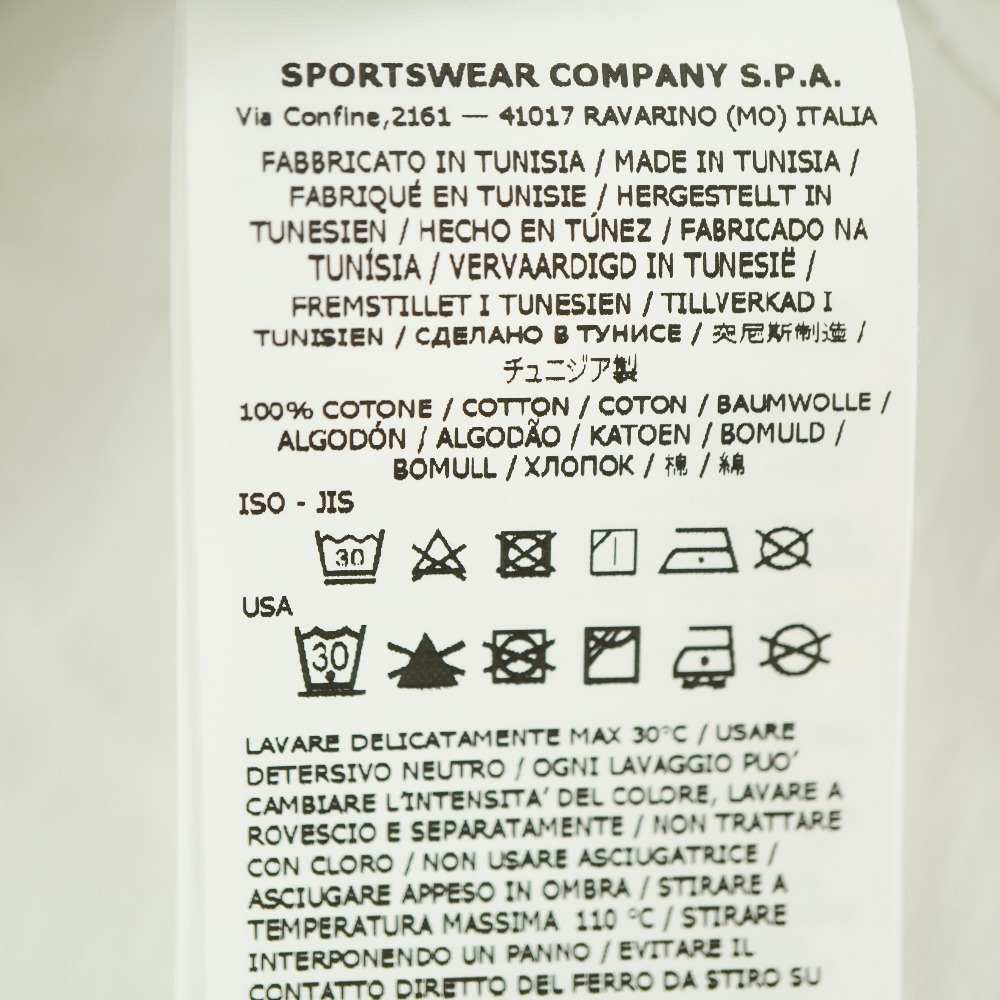 SPORTSWEAR COMPANY S.P.A.
Via Confine,2161 — 41017 RAVARINO (MO) ITALIA
FABBRICATO IN TUNISIA / MADE IN TUNISIA /
FABRIQUÉ EN TUNISIE / HERGESTELLT IN
TUNESIEN / HECHO EN TÚNEZ / FABRICADO NA
TUNÍSIA / VERVAARDIGD IN TUNESIË /
FREMSTILLET I TUNESIEN / TILLVERKAD I
TUNISIEN / СДЕЛАНО В ТУНИСЕ / 突尼斯制造 /
チュニジア製
100% COTONE / COTTON / COTON / BAUMWOLLE /
ALGODÓN / ALGODÃO / KATOEN / BOMULD /
BOMULL / ХЛОПОК / 棉 / 綿
ISO - JIS
30
USA
30
LAVARE DELICATAMENTE MAX 30°C / USARE
DETERSIVO NEUTRO / OGNI LAVAGGIO PUO'
CAMBIARE L'INTENSITA' DEL COLORE, LAVARE A
ROVESCIO E SEPARATAMENTE / NON TRATTARE
CON CLORO / NON USARE ASCIUGATRICE /
ASCIUGARE APPESO IN OMBRA / STIRARE A
TEMPERATURA MASSIMA 110 °C / STIRARE
INTERPONENDO UN PANNO / EVITARE IL
CONTATTO DIRETTO DEL FERRO DA STIRO SU